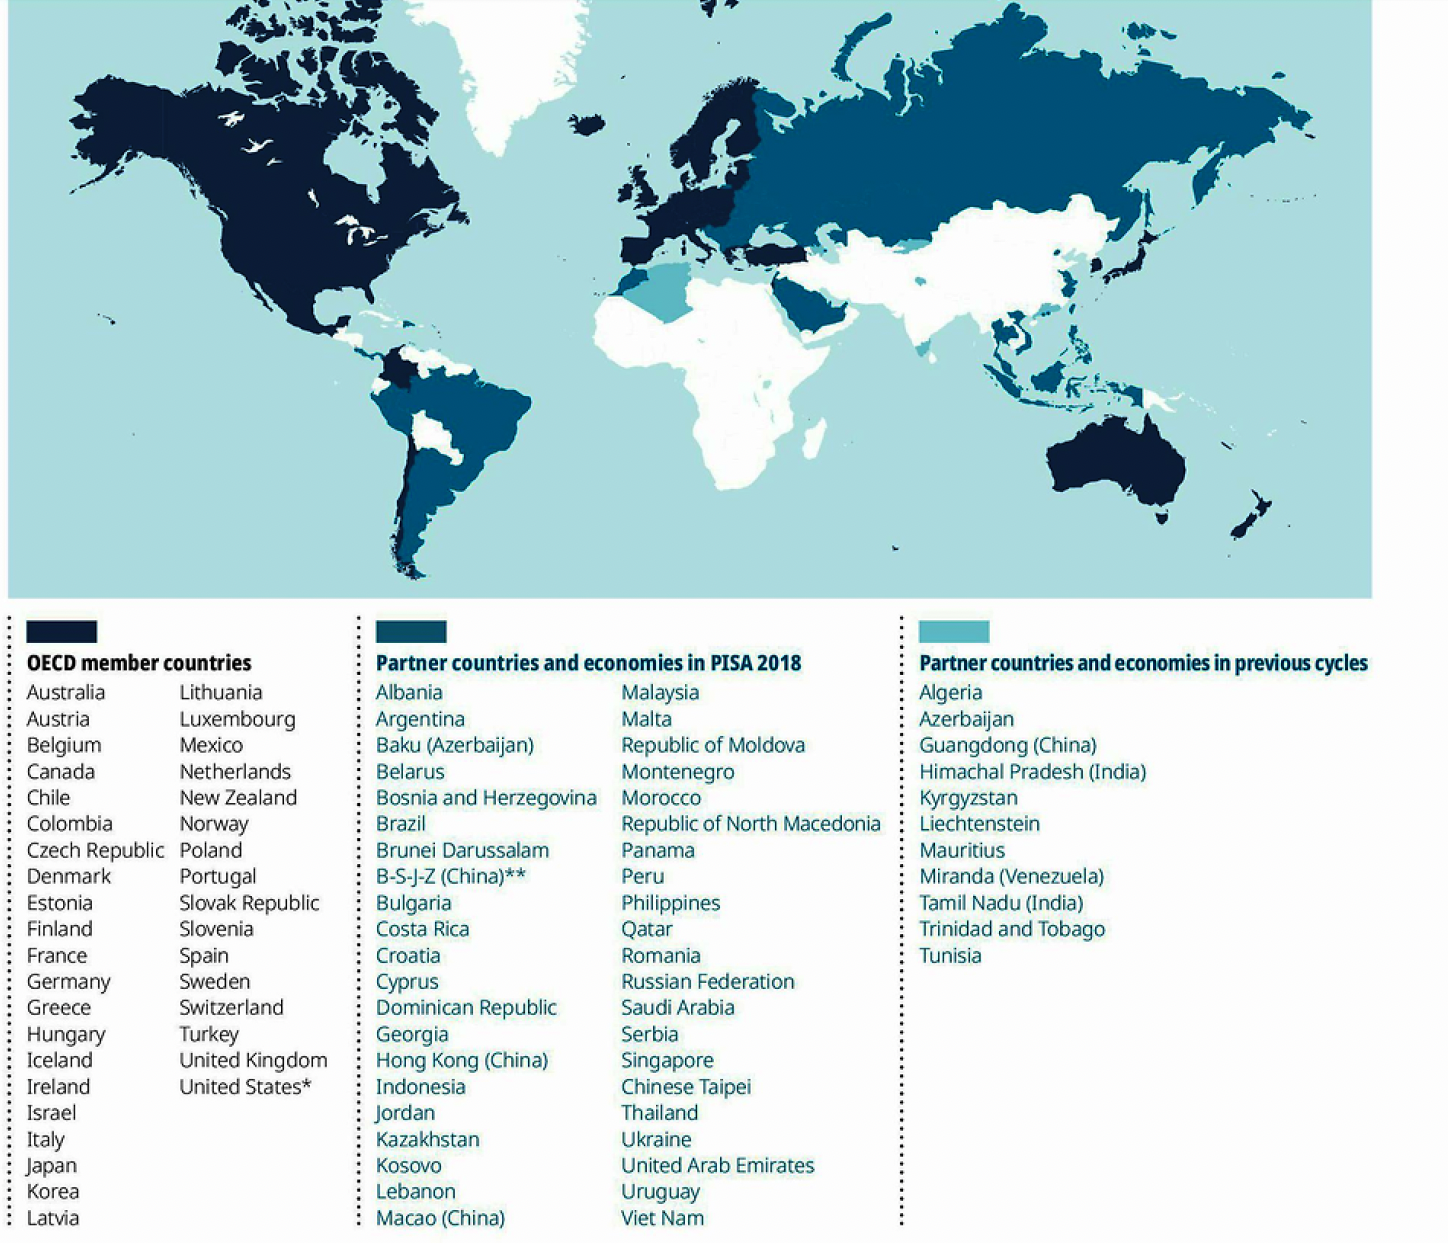 OECD member countries
Australia
Austria
Belgium
Canada
Chile
Colombia
Czech Republic
Denmark
Estonia
Finland
France
Germany
Greece
Hungary
Iceland
Ireland
Israel
Italy
Japan
Korea
Latvia
Lithuania
Luxembourg
Mexico
Netherlands
New Zealand
Norway
Poland
Portugal
Slovak Republic
Slovenia
Spain
Sweden
Switzerland
Turkey
United Kingdom
United States*
Partner countries and economies in PISA 2018
Albania
Argentina
Baku (Azerbaijan)
Belarus
Bosnia and Herzegovina
Brazil
Brunei Darussalam
B-S-J-Z (China)**
Bulgaria
Costa Rica
Croatia
Cyprus
Dominican Republic
Georgia
Hong Kong (China)
Indonesia
Jordan
Kazakhstan
Kosovo
Lebanon
Macao (China)
Malaysia
Malta
Republic of Moldova
Montenegro
Morocco
Republic of North Macedonia
Panama
Peru
Philippines
Qatar
Romania
Russian Federation
Saudi Arabia
Serbia
Singapore
Chinese Taipei
Thailand
Ukraine
United Arab Emirates
Uruguay
Viet Nam
Partner countries and economies in previous cycles
Algeria
Azerbaijan
Guangdong (China)
Himachal Pradesh (India)
Kyrgyzstan
Liechtenstein
Mauritius
Miranda (Venezuela)
Tamil Nadu (India)
Trinidad and Tobago
Tunisia